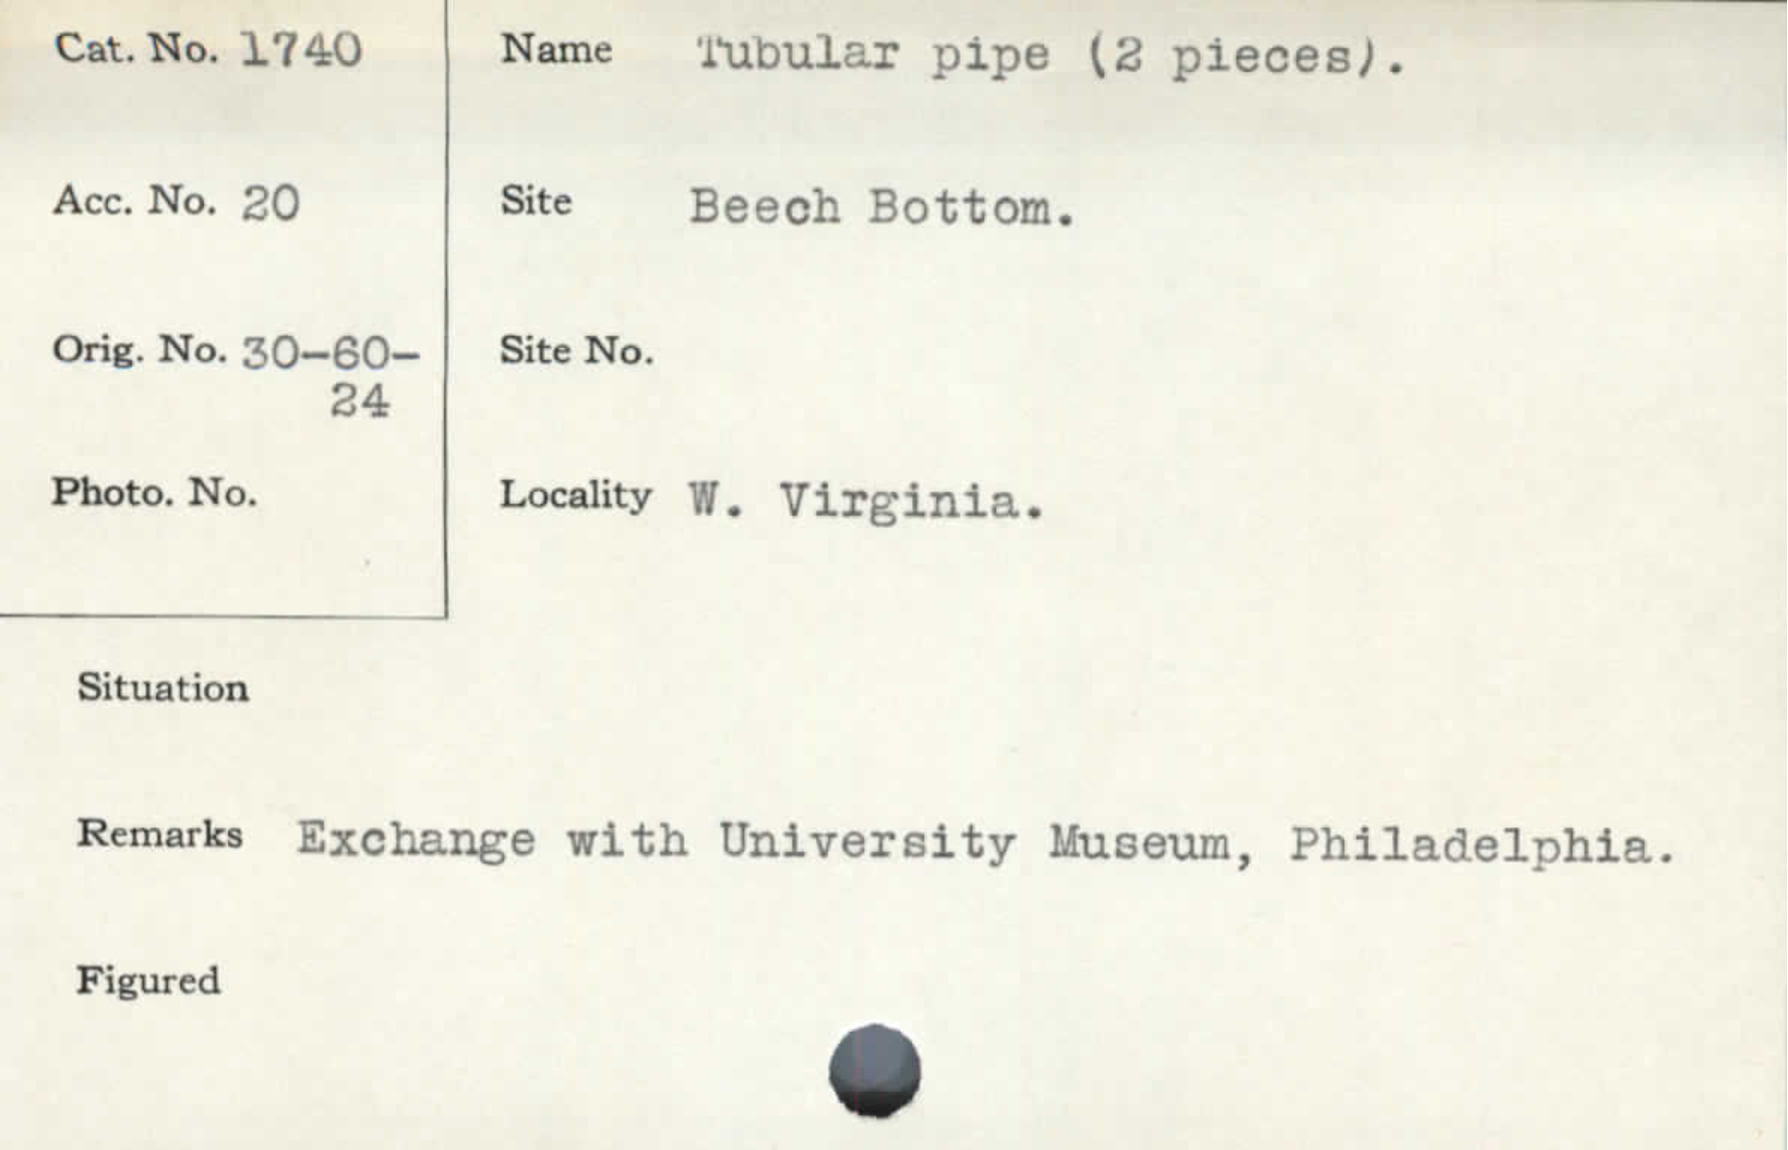 Cat. No. 1740
Name Tubular pipe (2 pieces).
Acc. No. 20
Site Beech Bottom.
Orig. No. 30-60-
24
Site No.
Photo. No.
Locality W. Virginia.
Situation
Remarks Exchange with University Museum, Philadelphia.
Figured